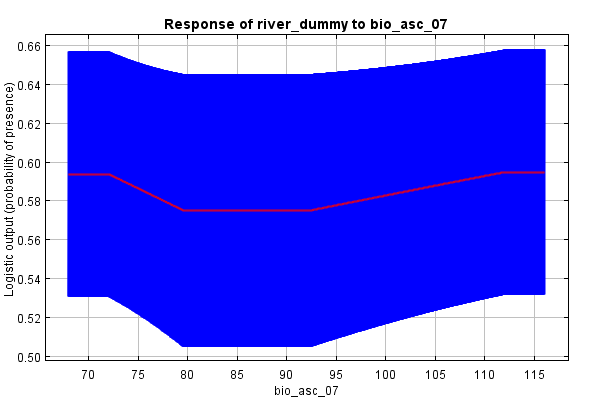 Response of river_dummy to bio_asc_07
Logistic output (probability of presence)
0.66
0.64
0.62
0.60
0.58
0.56
0.54
0.52
0.50
70 75 80 85 90 95 100 105 110 115
bio_asc_07